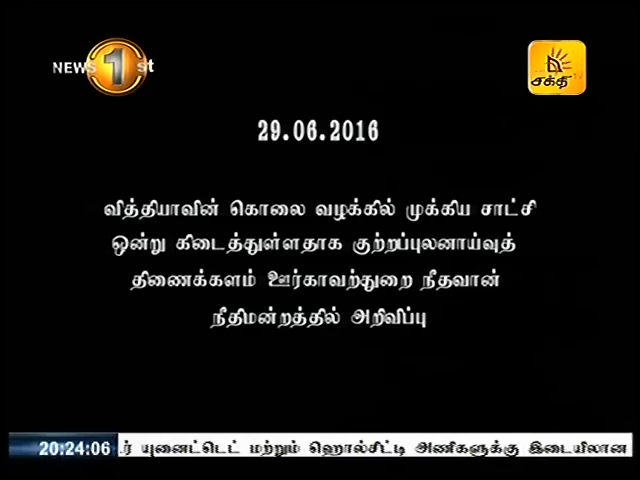 NEWS 1st
சக்தி TV
29.06.2016
வித்தியாவின் கொலை வழக்கில் முக்கிய சாட்சி
ஒன்று கிடைத்துள்ளதாக குற்றப்புலனாய்வுத்
திணைக்களம் ஊர்காவற்துறை நீதவான்
நீதிமன்றத்தில் அறிவிப்பு
20:24:06 ர் யுனைட்டெட் மற்றும் ஹொல்சிட்டி அணிகளுக்கு இடையிலான